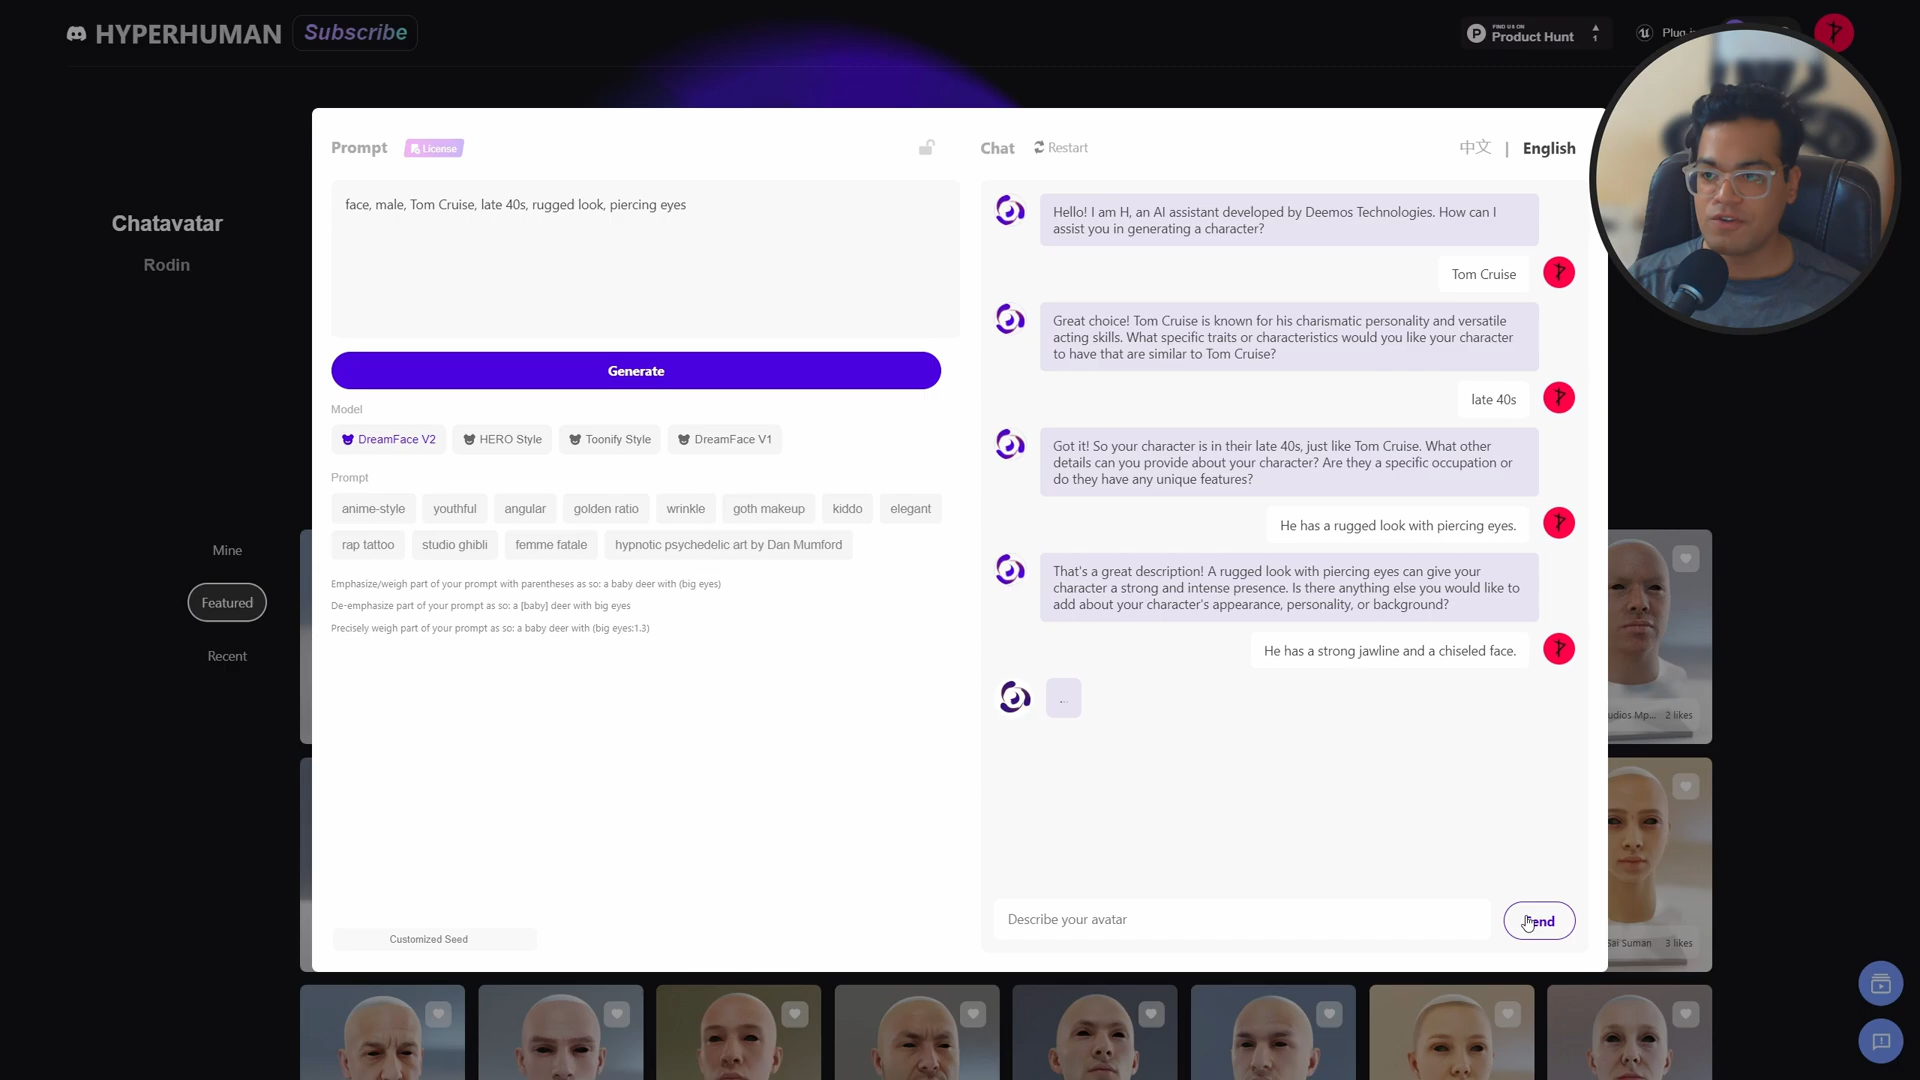 HYPERHUMAN
Subscribe
FIND US ON
Product Hunt
1
Chatavatar
Rodin
Mine
Featured
Recent
Prompt
License
face, male, Tom Cruise, late 40s, rugged look, piercing eyes
Generate
Model
DreamFace V2
HERO Style
Toonify Style
DreamFace V1
Prompt
anime-style
youthful
angular
golden ratio
wrinkle
goth makeup
kiddo
elegant
rap tattoo
studio ghibli
femme fatale
hypnotic psychedelic art by Dan Mumford
Emphasize/weigh part of your prompt with parentheses as so: a baby deer with (big eyes)
De-emphasize part of your prompt as so: a [baby] deer with big eyes
Precisely weigh part of your prompt as so: a baby deer with (big eyes:1.3)
Customized Seed
Chat
Restart
中文 | English
Hello! I am H, an AI assistant developed by Deemos Technologies. How can I
assist you in generating a character?
Tom Cruise
Great choice! Tom Cruise is known for his charismatic personality and versatile
acting skills. What specific traits or characteristics would you like your character
to have that are similar to Tom Cruise?
late 40s
Got it! So your character is in their late 40s, just like Tom Cruise. What other
details can you provide about your character? Are they a specific occupation or
do they have any unique features?
He has a rugged look with piercing eyes.
That's a great description! A rugged look with piercing eyes can give your
character a strong and intense presence. Is there anything else you would like to
add about your character's appearance, personality, or background?
He has a strong jawline and a chiseled face.
...
Describe your avatar
2 likes
Sai Suman
3 likes